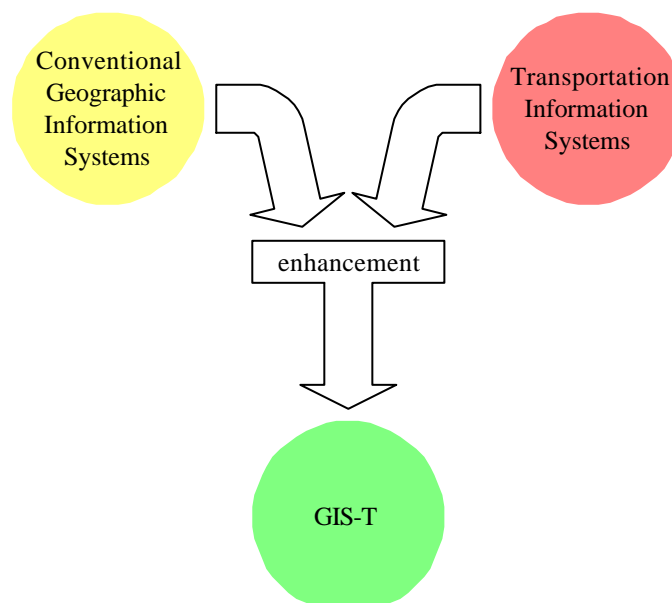 Conventional
Geographic
Information
Systems
Transportation
Information
Systems
enhancement
GIS-T